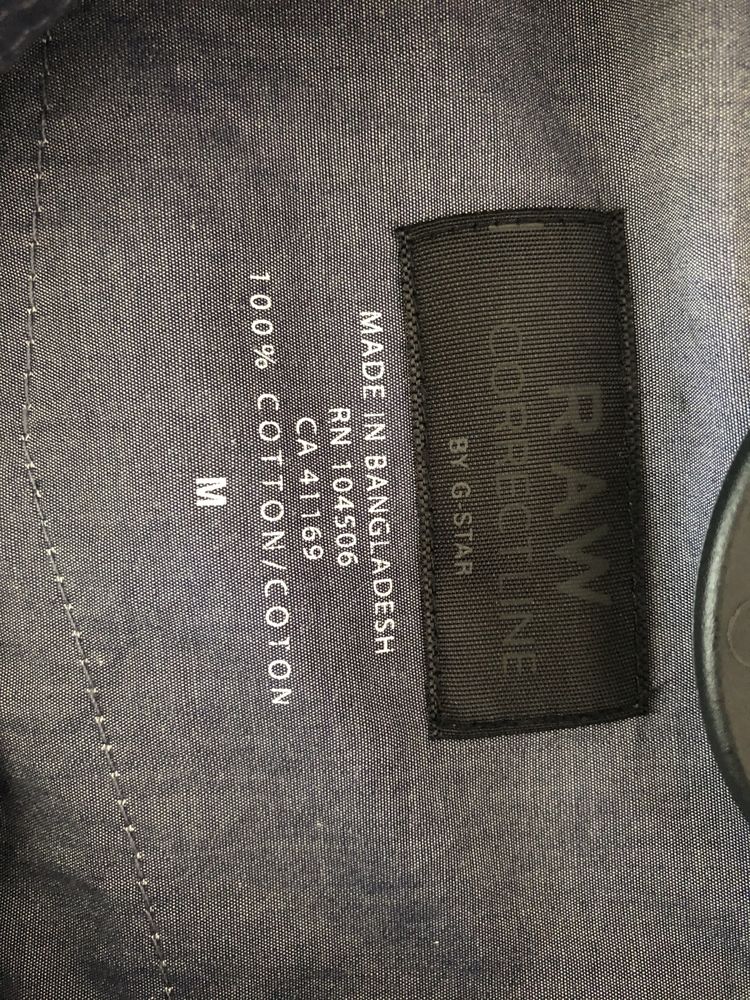 RAW
CORRECTLINE
BY G-STAR
MADE IN BANGLADESH
RN 104506
CA 41169
100% COTTON/COTON
M